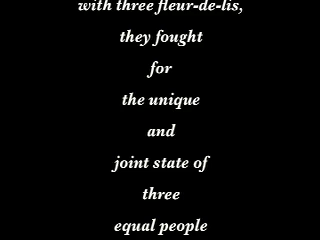 with three fleur-de-lis,
they fought
for
the unique
and
joint state of
three
equal people